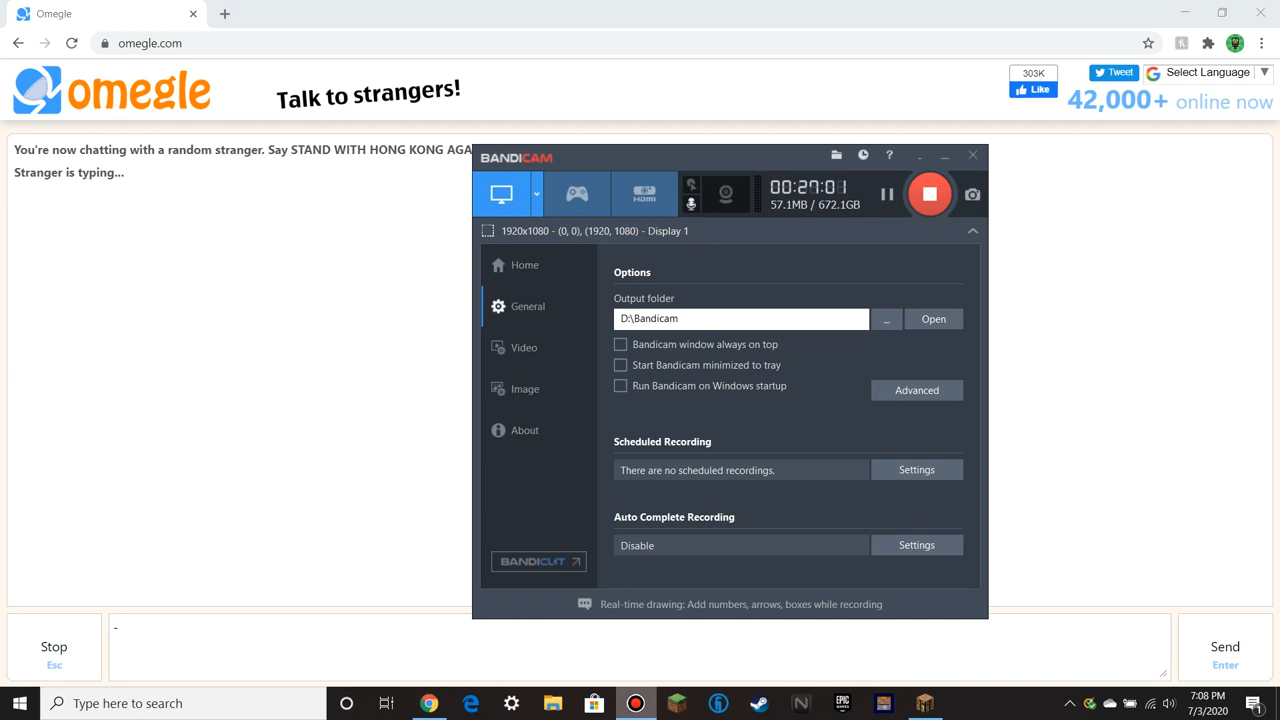 Omegle
omegle.com
omegle
Talk to strangers!
303K
Like
Tweet
Select Language
42,000+ online now
You're now chatting with a random stranger. Say STAND WITH HONG KONG AGA
Stranger is typing...
BANDICAM
HDMI
00:27:01
57.1MB / 672.1GB
1920x1080 - (0, 0), (1920, 1080) - Display 1
Home
General
Video
Image
About
BANDICUT
Options
Output folder
D:\Bandicam
...
Open
Bandicam window always on top
Start Bandicam minimized to tray
Run Bandicam on Windows startup
Advanced
Scheduled Recording
There are no scheduled recordings.
Settings
Auto Complete Recording
Disable
Settings
Real-time drawing: Add numbers, arrows, boxes while recording
Stop
Esc
-
Send
Enter
Type here to search
EPIC GAMES
7:08 PM
7/3/2020